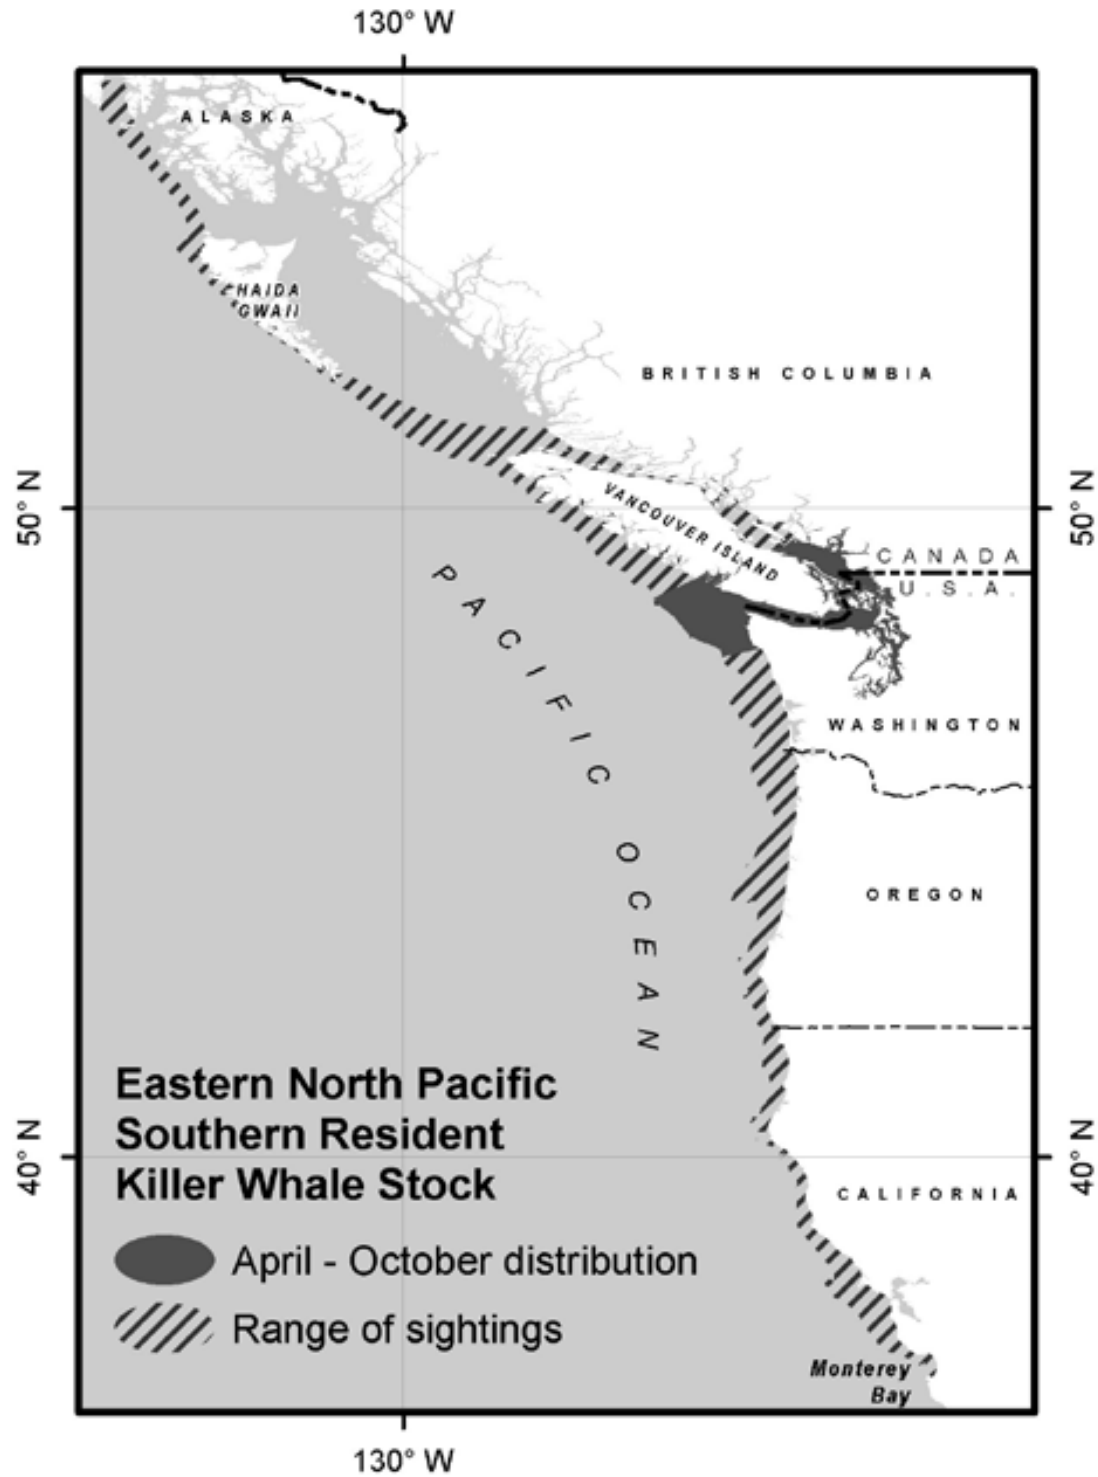 130° W
ALASKA
HAIDA
GWAII
BRITISH COLUMBIA
50° N
50° N
VANCOUVER ISLAND
CANADA
U.S.A.
PACIFIC OCEAN
WASHINGTON
OREGON
Eastern North Pacific
Southern Resident
Killer Whale Stock
40° N
40° N
CALIFORNIA
April - October distribution
Range of sightings
Monterey
Bay
130° W